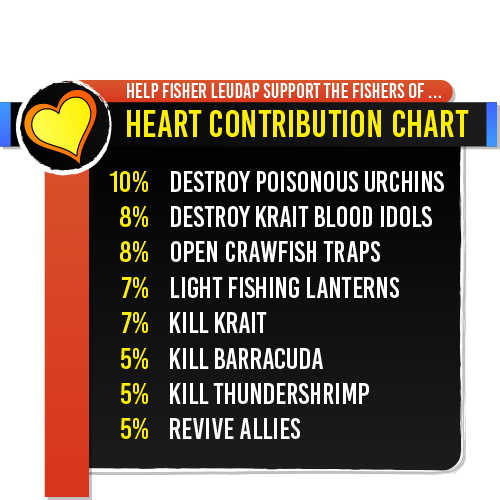 HELP FISHER LEUDAP SUPPORT THE FISHERS OF ...
HEART CONTRIBUTION CHART
10% DESTROY POISONOUS URCHINS
8% DESTROY KRAIT BLOOD IDOLS
8% OPEN CRAWFISH TRAPS
7% LIGHT FISHING LANTERNS
7% KILL KRAIT
5% KILL BARRACUDA
5% KILL THUNDERSHRIMP
5% REVIVE ALLIES